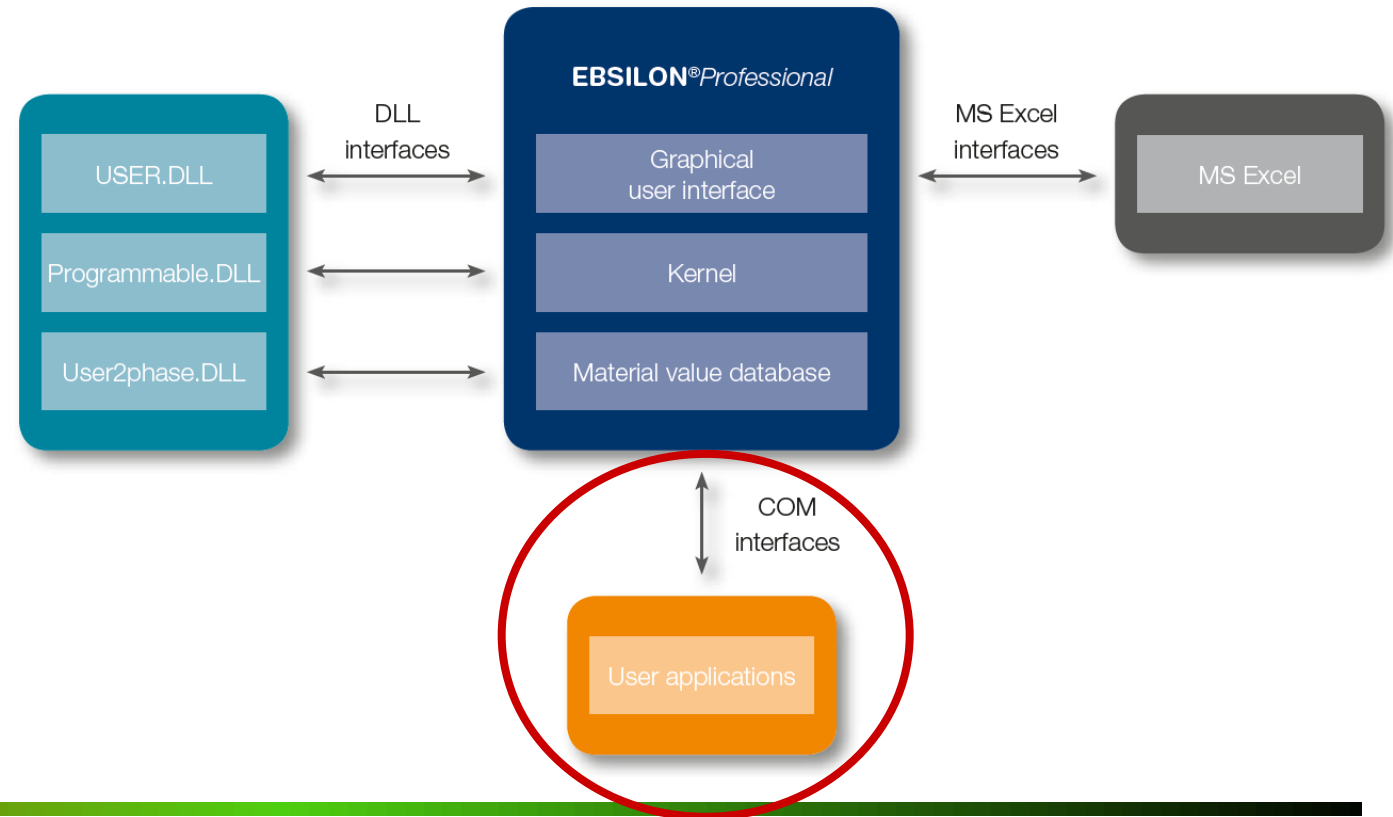 EBSILON®Professional
DLL
interfaces
MS Excel
interfaces
USER.DLL
Graphical
user interface
MS Excel
Programmable.DLL
Kernel
User2phase.DLL
Material value database
COM
interfaces
User applications